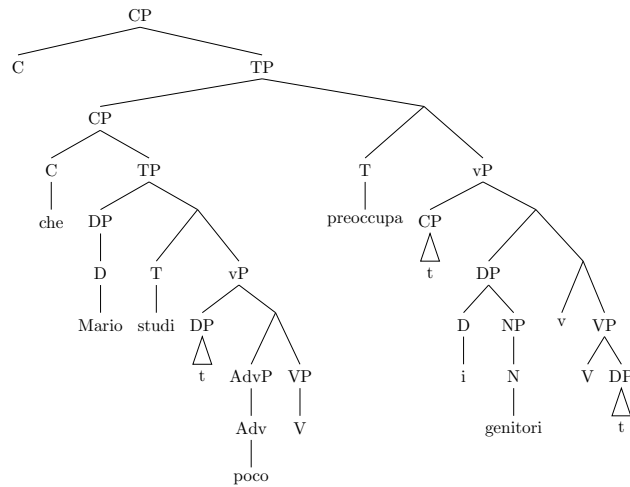 CP
C TP
CP
C TP T vP
che DP preoccupa CP
D T vP t DP
Mario studi DP D NP v VP
t AdvP VP i N V DP
Adv V genitori t
poco